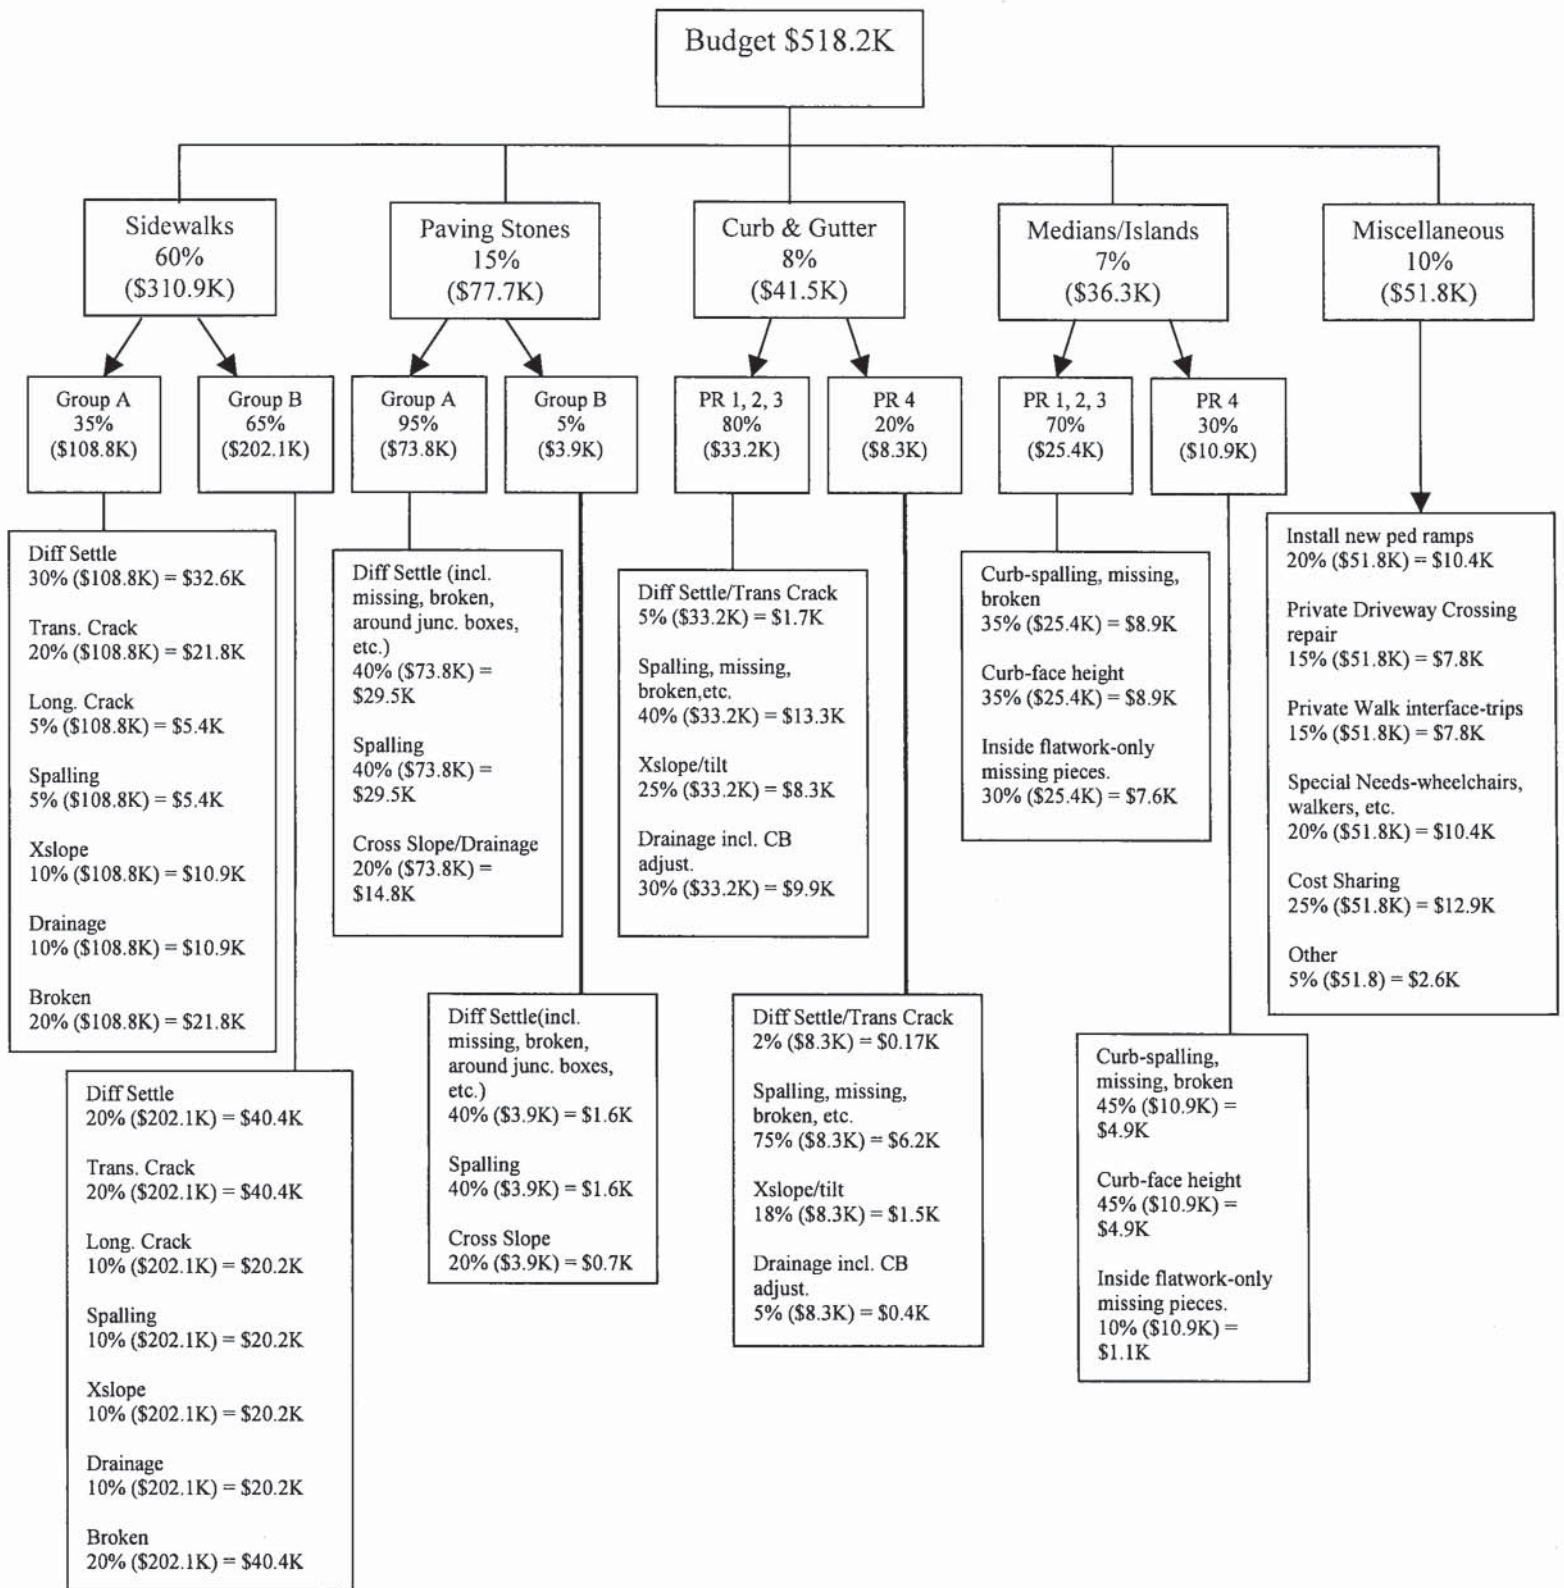 Budget $518.2K
Sidewalks
60%
($310.9K)
Paving Stones
15%
($77.7K)
Curb & Gutter
8%
($41.5K)
Medians/Islands
7%
($36.3K)
Miscellaneous
10%
($51.8K)
Group A
35%
($108.8K)
Group B
65%
($202.1K)
Group A
95%
($73.8K)
Group B
5%
($3.9K)
PR 1, 2, 3
80%
($33.2K)
PR 4
20%
($8.3K)
PR 1, 2, 3
70%
($25.4K)
PR 4
30%
($10.9K)
Diff Settle
30% ($108.8K) = $32.6K
Trans. Crack
20% ($108.8K) = $21.8K
Long. Crack
5% ($108.8K) = $5.4K
Spalling
5% ($108.8K) = $5.4K
Xslope
10% ($108.8K) = $10.9K
Drainage
10% ($108.8K) = $10.9K
Broken
20% ($108.8K) = $21.8K
Diff Settle
20% ($202.1K) = $40.4K
Trans. Crack
20% ($202.1K) = $40.4K
Long. Crack
10% ($202.1K) = $20.2K
Spalling
10% ($202.1K) = $20.2K
Xslope
10% ($202.1K) = $20.2K
Drainage
10% ($202.1K) = $20.2K
Broken
20% ($202.1K) = $40.4K
Diff Settle (incl.
missing, broken,
around junc. boxes,
etc.)
40% ($73.8K) =
$29.5K
Spalling
40% ($73.8K) =
$29.5K
Cross Slope/Drainage
20% ($73.8K) =
$14.8K
Diff Settle(incl.
missing, broken,
around junc. boxes,
etc.)
40% ($3.9K) = $1.6K
Spalling
40% ($3.9K) = $1.6K
Cross Slope
20% ($3.9K) = $0.7K
Diff Settle/Trans Crack
5% ($33.2K) = $1.7K
Spalling, missing,
broken,etc.
40% ($33.2K) = $13.3K
Xslope/tilt
25% ($33.2K) = $8.3K
Drainage incl. CB
adjust.
30% ($33.2K) = $9.9K
Diff Settle/Trans Crack
2% ($8.3K) = $0.17K
Spalling, missing,
broken, etc.
75% ($8.3K) = $6.2K
Xslope/tilt
18% ($8.3K) = $1.5K
Drainage incl. CB
adjust.
5% ($8.3K) = $0.4K
Curb-spalling, missing,
broken
35% ($25.4K) = $8.9K
Curb-face height
35% ($25.4K) = $8.9K
Inside flatwork-only
missing pieces.
30% ($25.4K) = $7.6K
Curb-spalling,
missing, broken
45% ($10.9K) =
$4.9K
Curb-face height
45% ($10.9K) =
$4.9K
Inside flatwork-only
missing pieces.
10% ($10.9K) =
$1.1K
Install new ped ramps
20% ($51.8K) = $10.4K
Private Driveway Crossing
repair
15% ($51.8K) = $7.8K
Private Walk interface-trips
15% ($51.8K) = $7.8K
Special Needs-wheelchairs,
walkers, etc.
20% ($51.8K) = $10.4K
Cost Sharing
25% ($51.8K) = $12.9K
Other
5% ($51.8) = $2.6K